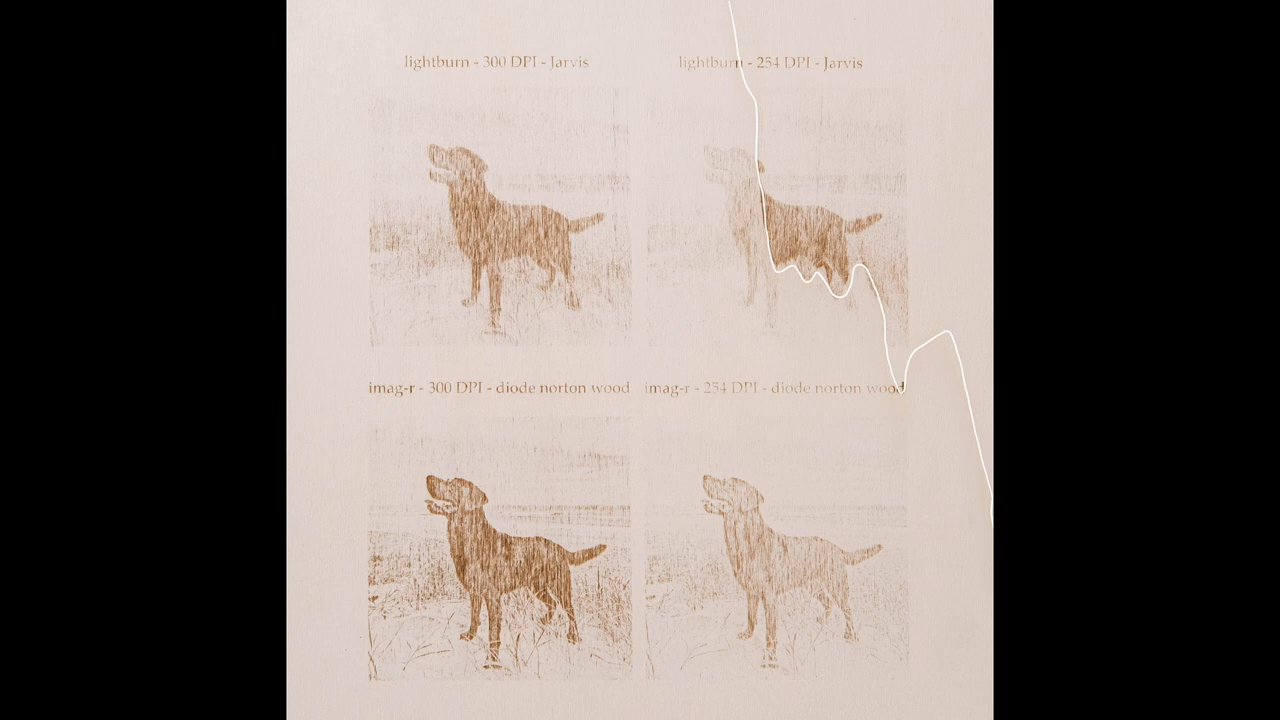 lightburn - 300 DPI - Jarvis
lightburn - 254 DPI - Jarvis
imag-r - 300 DPI - diode norton wood
imag-r - 254 DPI - diode norton wood